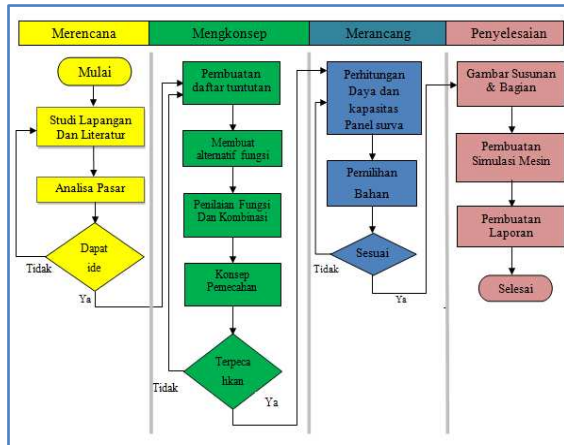 Merencana
Mengkonsep
Merancang
Penyelesaian
Mulai
Studi Lapangan
Dan Literatur
Analisa Pasar
Dapat
ide
Tidak
Ya
Pembuatan
daftar tuntutan
Membuat
alternatif fungsi
Penilaian Fungsi
Dan Kombinasi
Konsep
Pemecahan
Terpeca
hkan
Tidak
Ya
Perhitungan
Daya dan
kapasitas
Panel surva
Pemilihan
Bahan
Sesuai
Tidak
Ya
Gambar Susunan
& Bagian
Pembuatan
Simulasi Mesin
Pembuatan
Laporan
Selesai